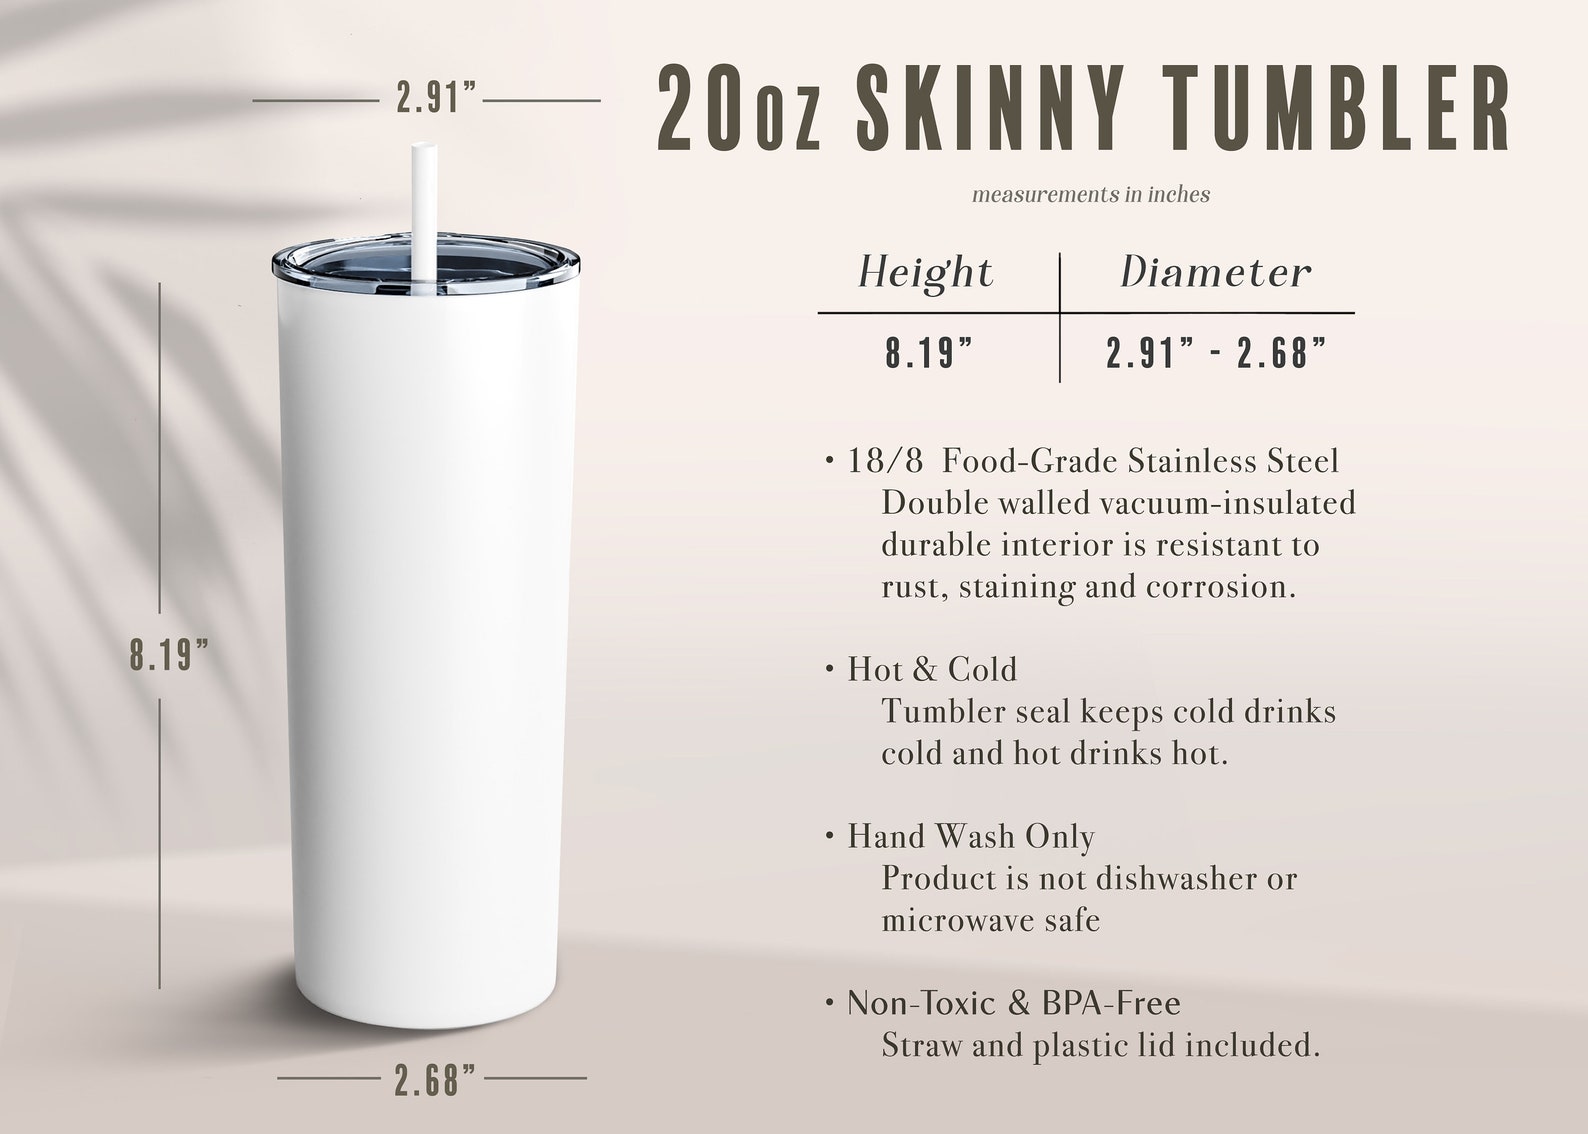 2.91”
20oz SKINNY TUMBLER
measurements in inches
Height Diameter
8.19” 2.91” - 2.68”
• 18/8 Food-Grade Stainless Steel
Double walled vacuum-insulated
durable interior is resistant to
rust, staining and corrosion.
8.19”
• Hot & Cold
Tumbler seal keeps cold drinks
cold and hot drinks hot.
• Hand Wash Only
Product is not dishwasher or
microwave safe
• Non-Toxic & BPA-Free
Straw and plastic lid included.
2.68”